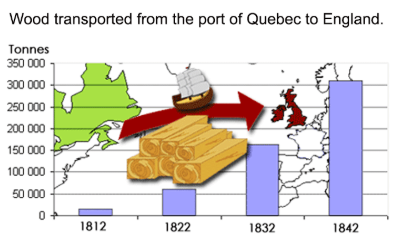 Wood transported from the port of Quebec to England.
Tonnes
350 000
300 000
250 000
200 000
150 000
100 000
50 000
0
1812 1822 1832 1842